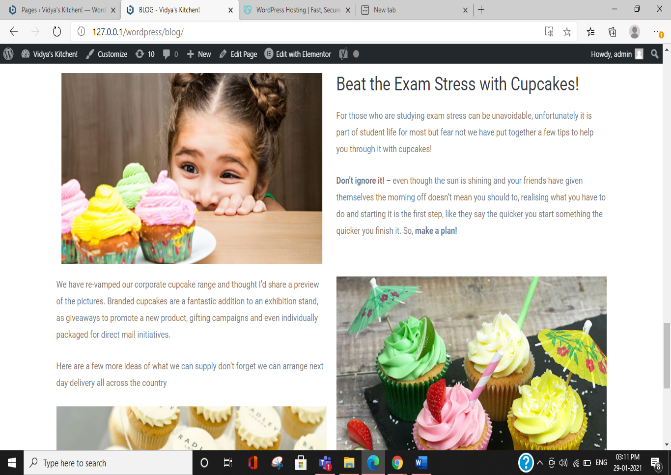 Pages ‹ Vidya's Kitchen! — Word
BLOG - Vidya's Kitchen!
WordPress Hosting | Fast, Secure
New tab
127.0.0.1/wordpress/blog/
Vidya's Kitchen!
Customize
10
0
New
Edit Page
Edit with Elementor
Howdy, admin
Beat the Exam Stress with Cupcakes!
For those who are studying exam stress can be unavoidable, unfortunately it is
part of student life for most but fear not we have put together a few tips to help
you through it with cupcakes!
Don't ignore it! – even though the sun is shining and your friends have given
themselves the morning off doesn't mean you should to, realising what you have to
do and starting it is the first step, like they say the quicker you start something the
quicker you finish it. So, make a plan!
We have re-vamped our corporate cupcake range and thought I'd share a preview
of the pictures. Branded cupcakes are a fantastic addition to an exhibition stand,
as giveaways to promote a new product, gifting campaigns and even individually
packaged for direct mail initiatives.
Here are a few more ideas of what we can supply don't forget we can arrange next
day delivery all across the country
RADLEY
Type here to search
ENG
03:11 PM
29-01-2021